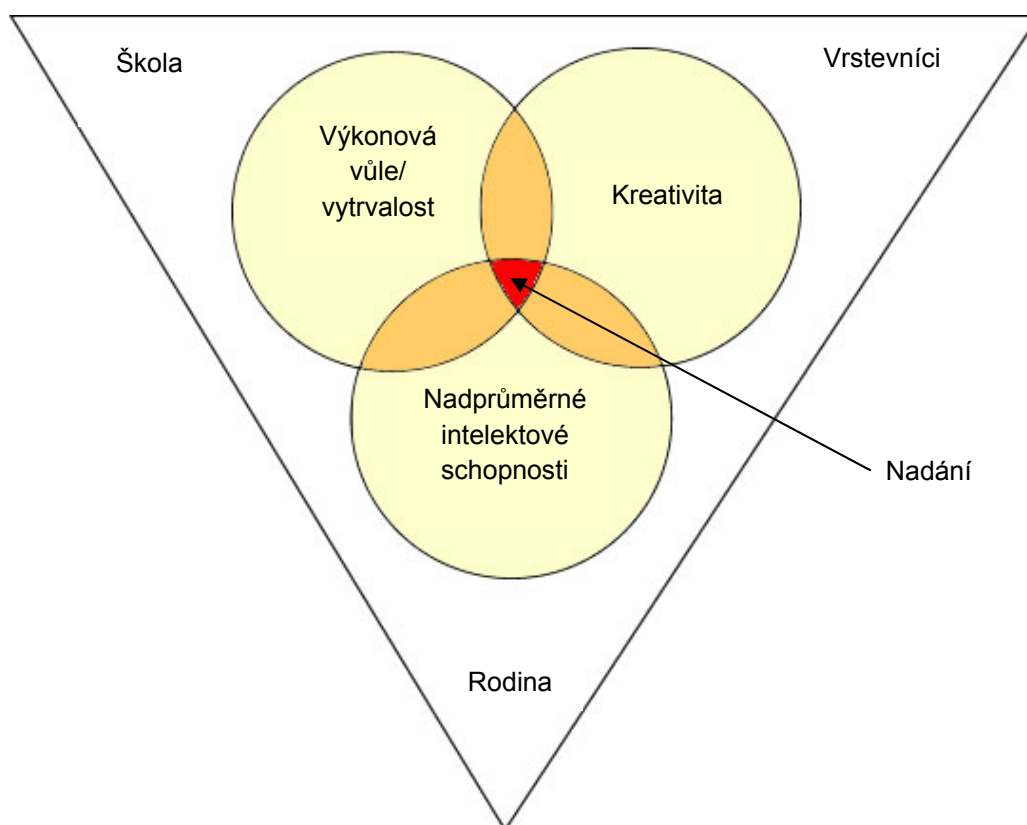 Škola
Vrstevníci
Výkonová
vůle/
vytrvalost
Kreativita
Nadprůměrné
intelektové
schopnosti
Nadání
Rodina